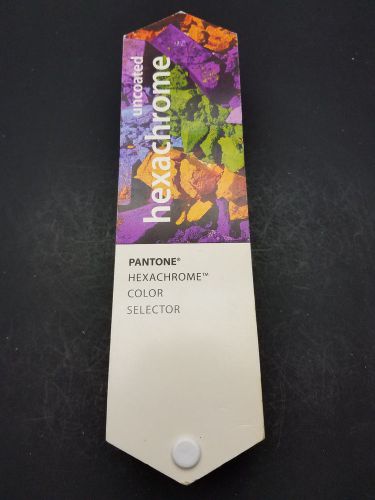 uncoated
hexachrome
PANTONE®
HEXACHROME™
COLOR
SELECTOR